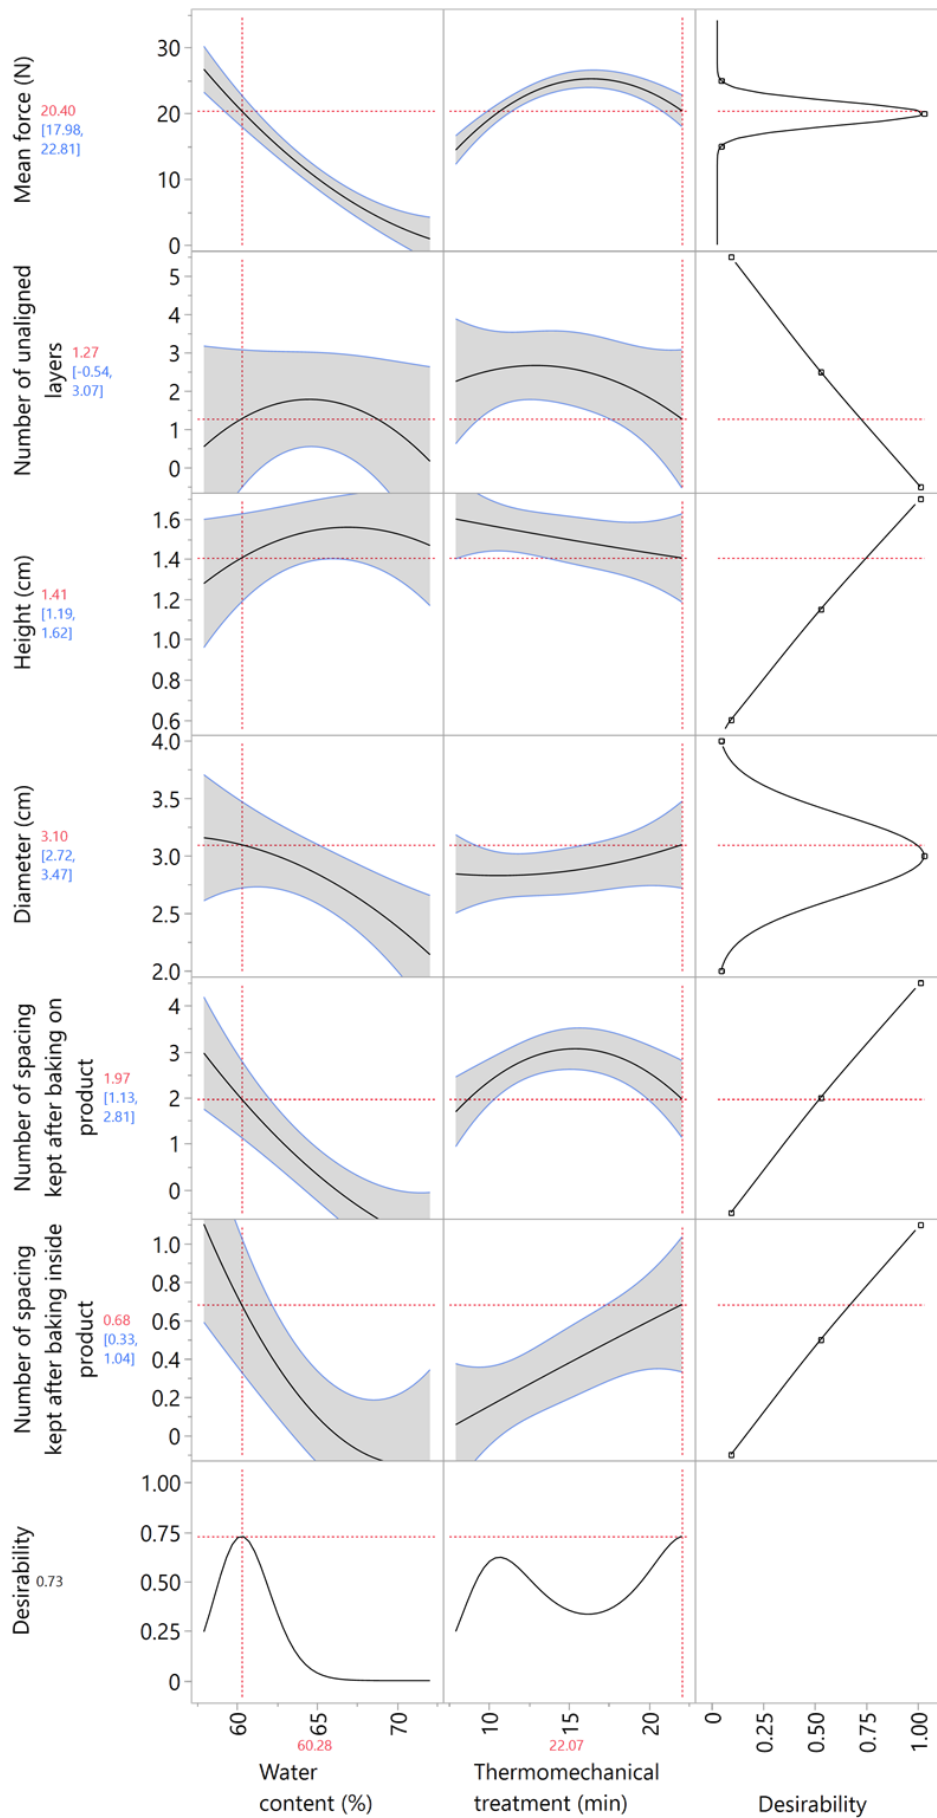 Mean force (N)
20.40
[17.98,
22.81]
30
20
10
0
Number of unaligned
layers
1.27
[-0.54,
3.07]
5
4
3
2
1
0
Height (cm)
1.41
[1.19,
1.62]
1.6
1.4
1.2
1.0
0.8
0.6
Diameter (cm)
3.10
[2.72,
3.47]
4.0
3.5
3.0
2.5
2.0
Number of spacing
kept after baking on
product
1.97
[1.13,
2.81]
4
3
2
1
0
Number of spacing
kept after baking inside
product
0.68
[0.33,
1.04]
1.0
0.8
0.6
0.4
0.2
0
Desirability
0.73
1.00
0.75
0.50
0.25
0
60 65 70
10 15 20
0 0.25 0.50 0.75 1.00
60.28
22.07
Water
content (%)
Thermomechanical
treatment (min)
Desirability